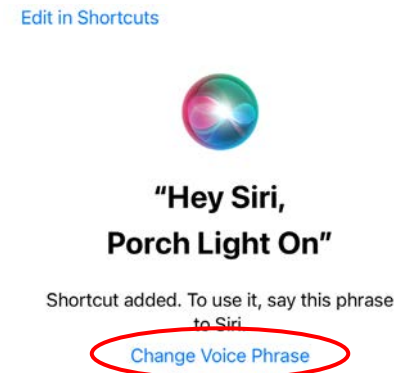 Edit in Shortcuts
“Hey Siri,
Porch Light On”
Shortcut added. To use it, say this phrase
to Siri.
Change Voice Phrase